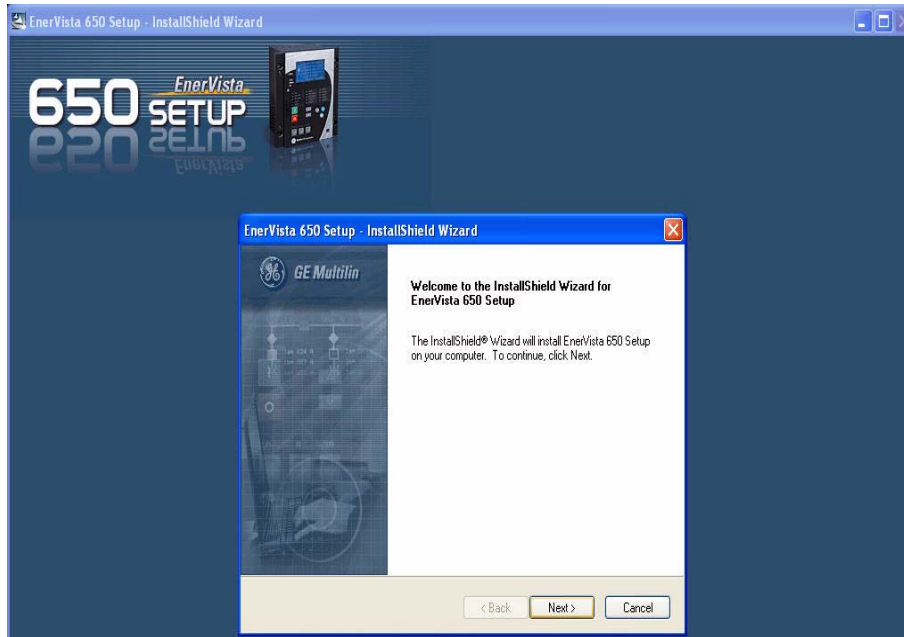 EnerVista 650 Setup - InstallShield Wizard
650 EnerVista SETUP
EnerVista 650 Setup - InstallShield Wizard
GE Multilin
Welcome to the InstallShield Wizard for
EnerVista 650 Setup
The InstallShield® Wizard will install EnerVista 650 Setup
on your computer. To continue, click Next.
< Back
Next >
Cancel